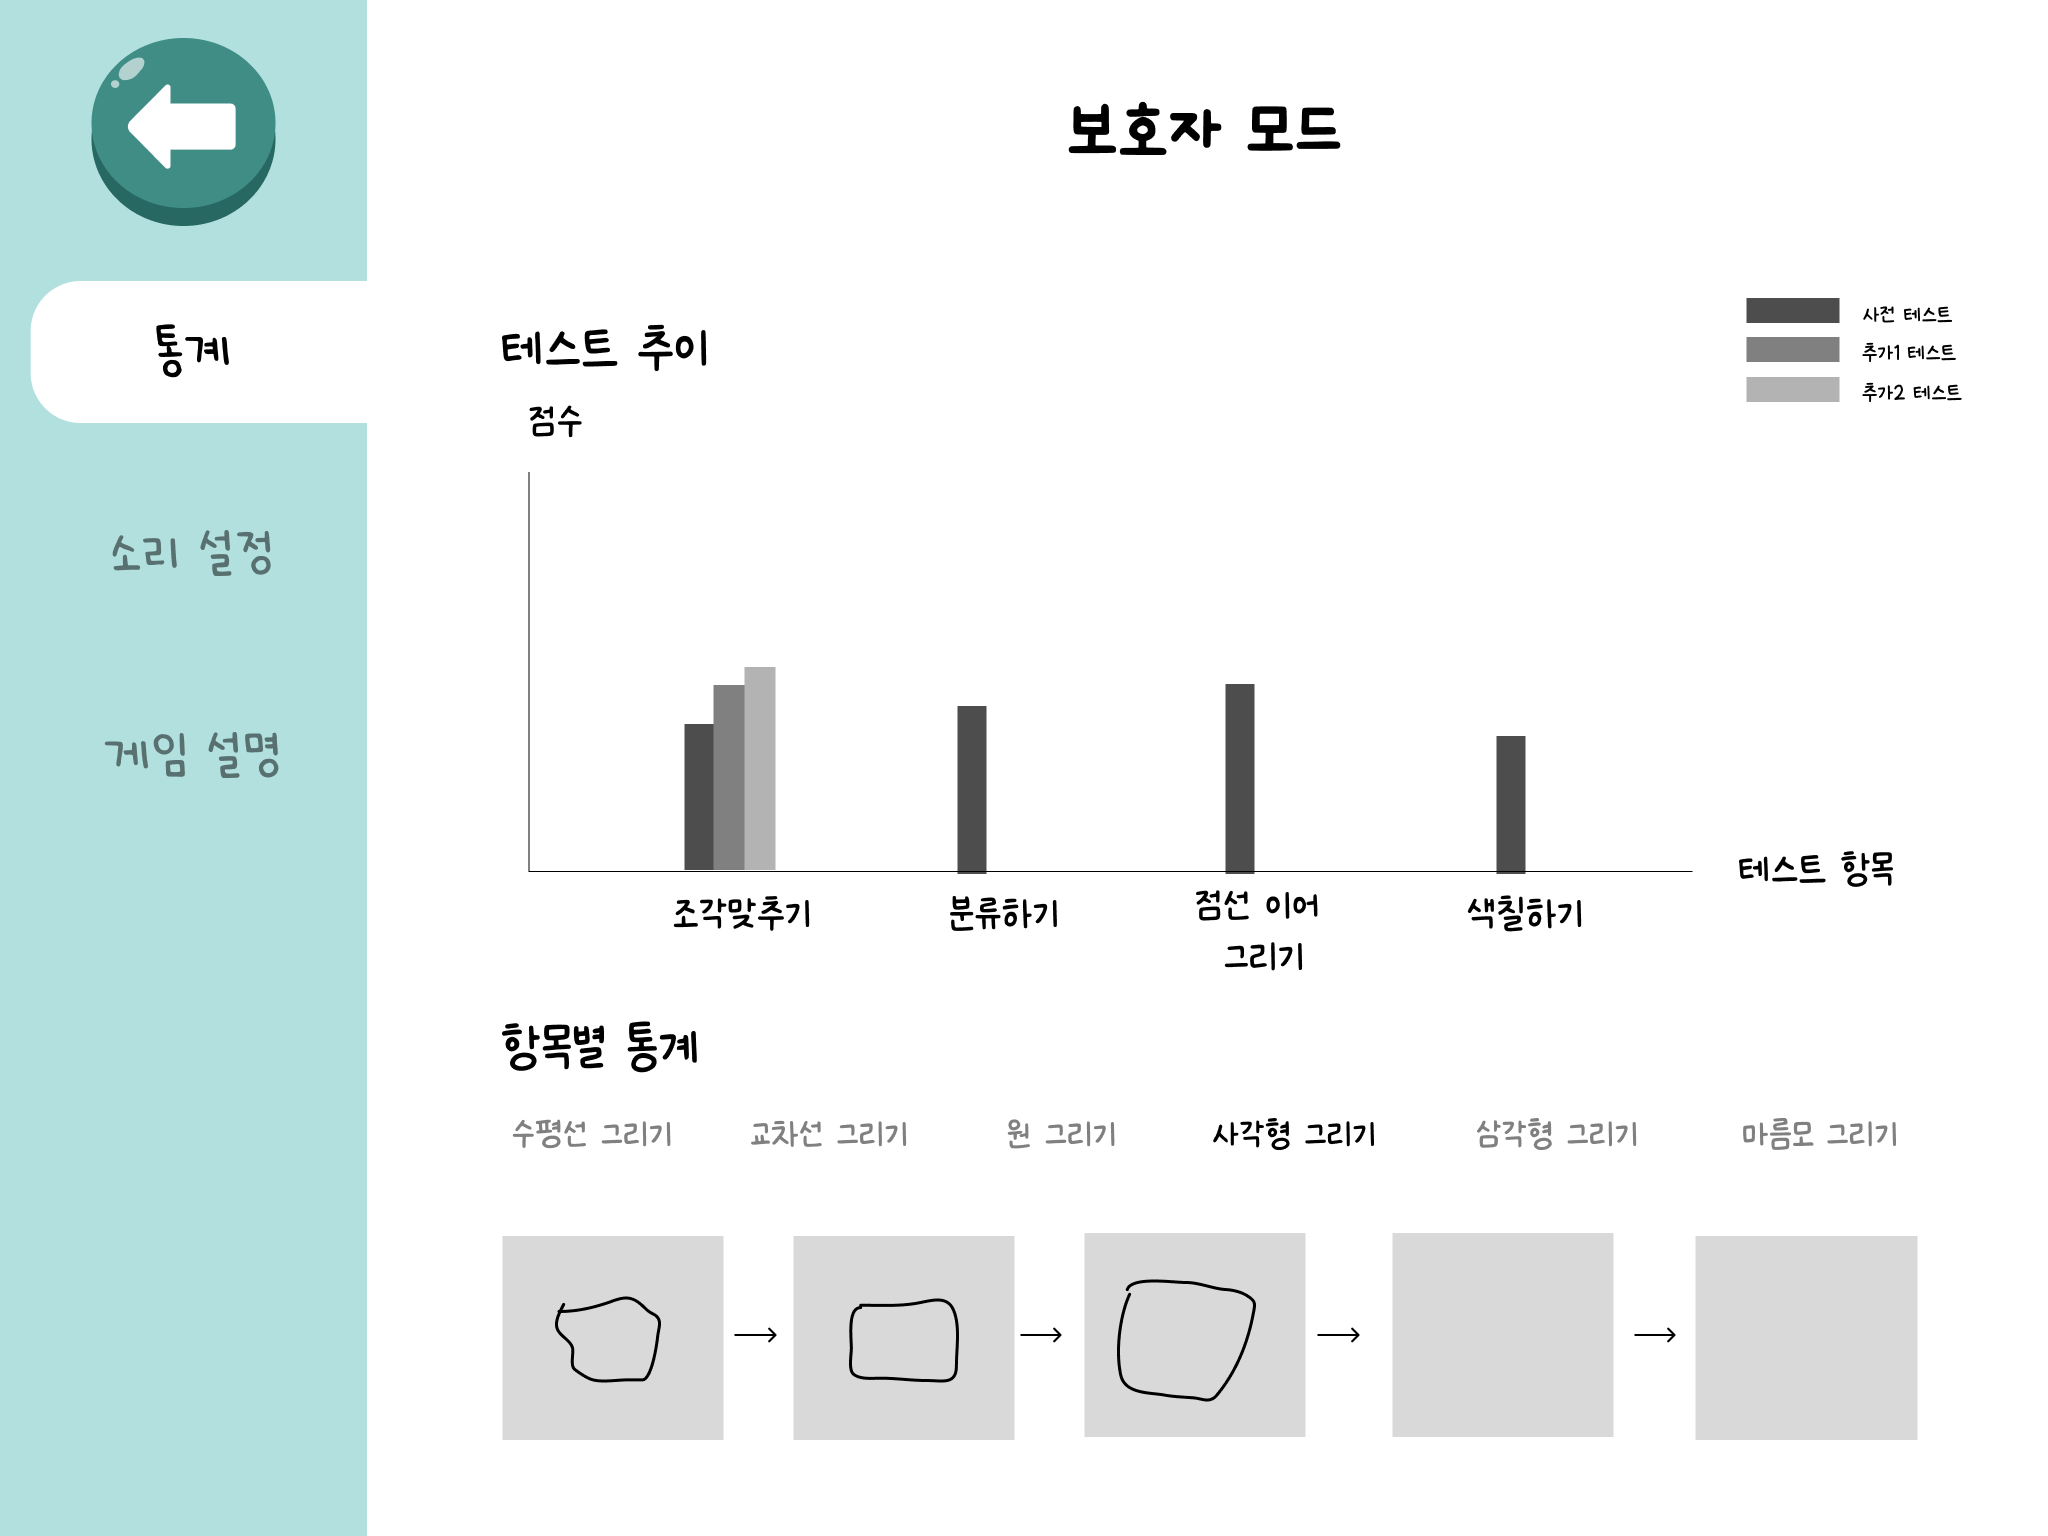 보호자 모드
통계
소리 설정
게임 설명
테스트 추이
사전 테스트
추가1 테스트
추가2 테스트
점수
테스트 항목
조각맞추기
분류하기
점선 이어
그리기
색칠하기
항목별 통계
수평선 그리기
교차선 그리기
원 그리기
사각형 그리기
삼각형 그리기
마름모 그리기